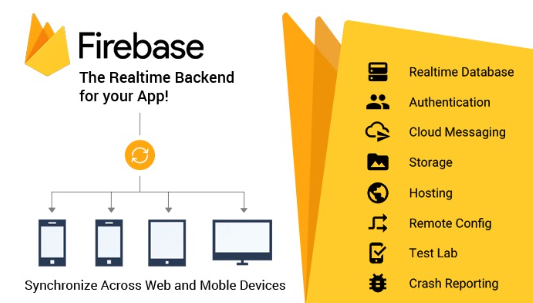 Firebase
The Realtime Backend
for your App!
Synchronize Across Web and Moble Devices
Realtime Database
Authentication
Cloud Messaging
Storage
Hosting
Remote Config
Test Lab
Crash Reporting